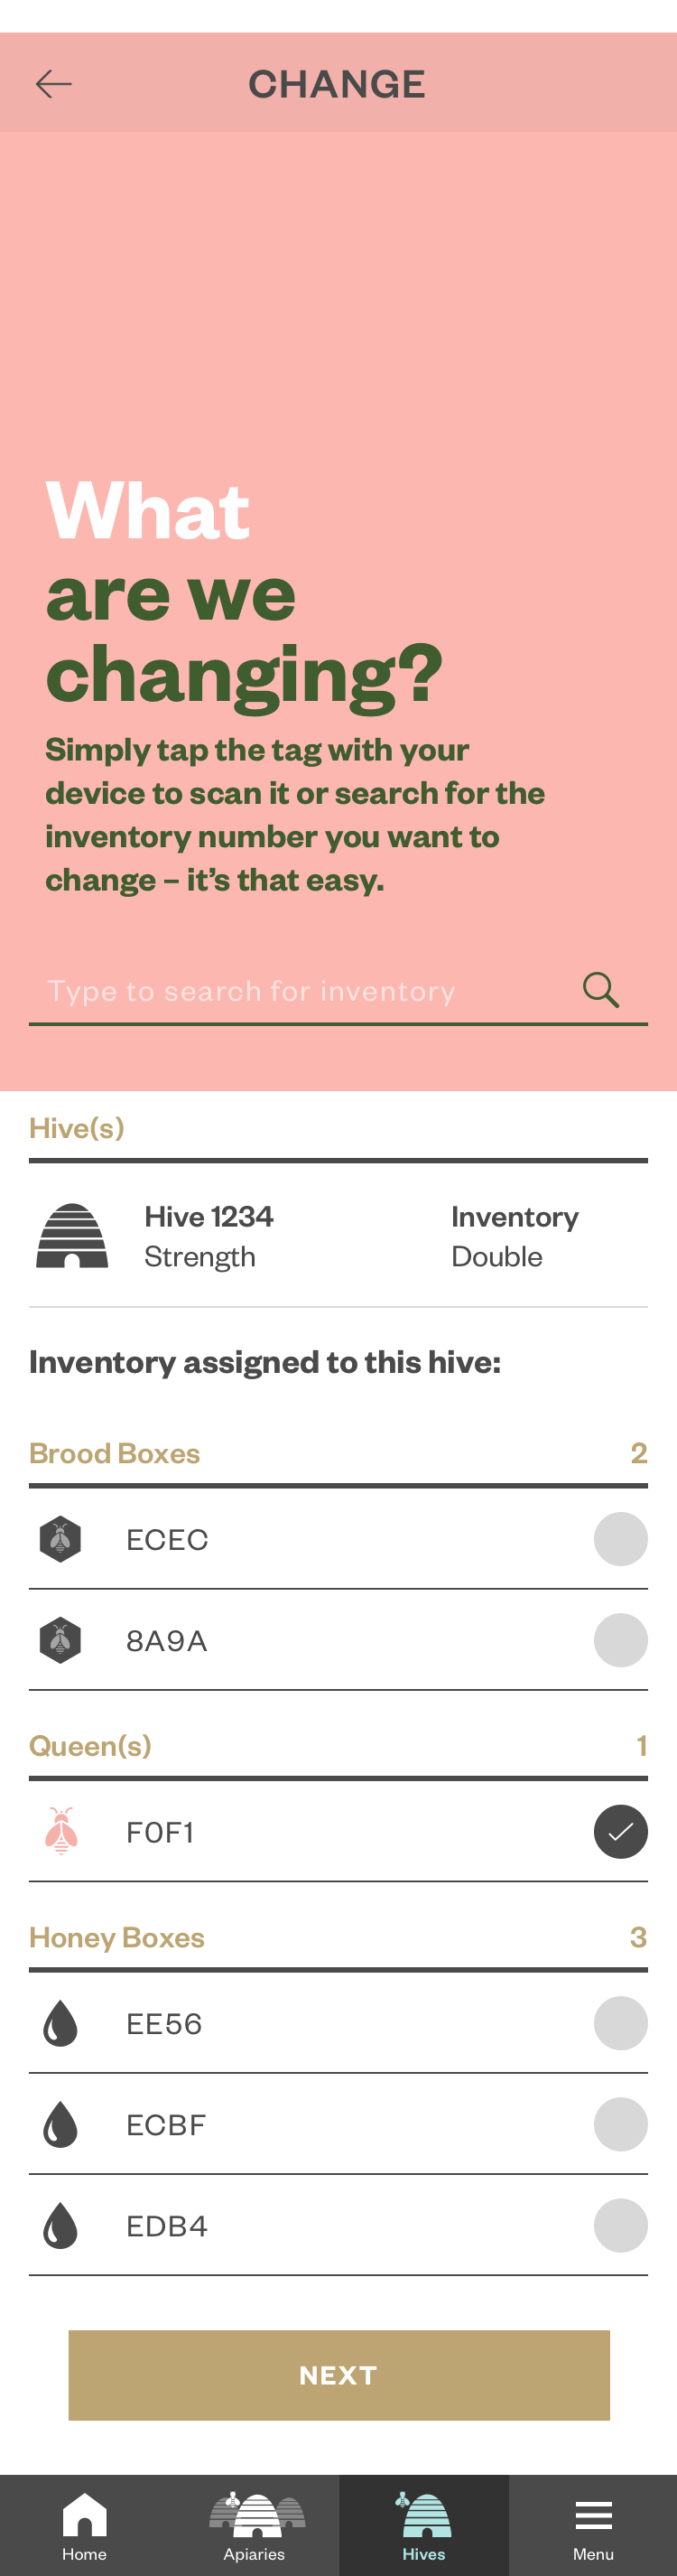 CHANGE
What
are we
changing?
Simply tap the tag with your
device to scan it or search for the
inventory number you want to
change – it’s that easy.
Type to search for inventory
Hive(s)
Hive 1234 Inventory
Strength Double
Inventory assigned to this hive:
Brood Boxes 2
ECEC
8A9A
Queen(s) 1
F0F1
Honey Boxes 3
EE56
ECBF
EDB4
NEXT
Home Apiaries Hives Menu